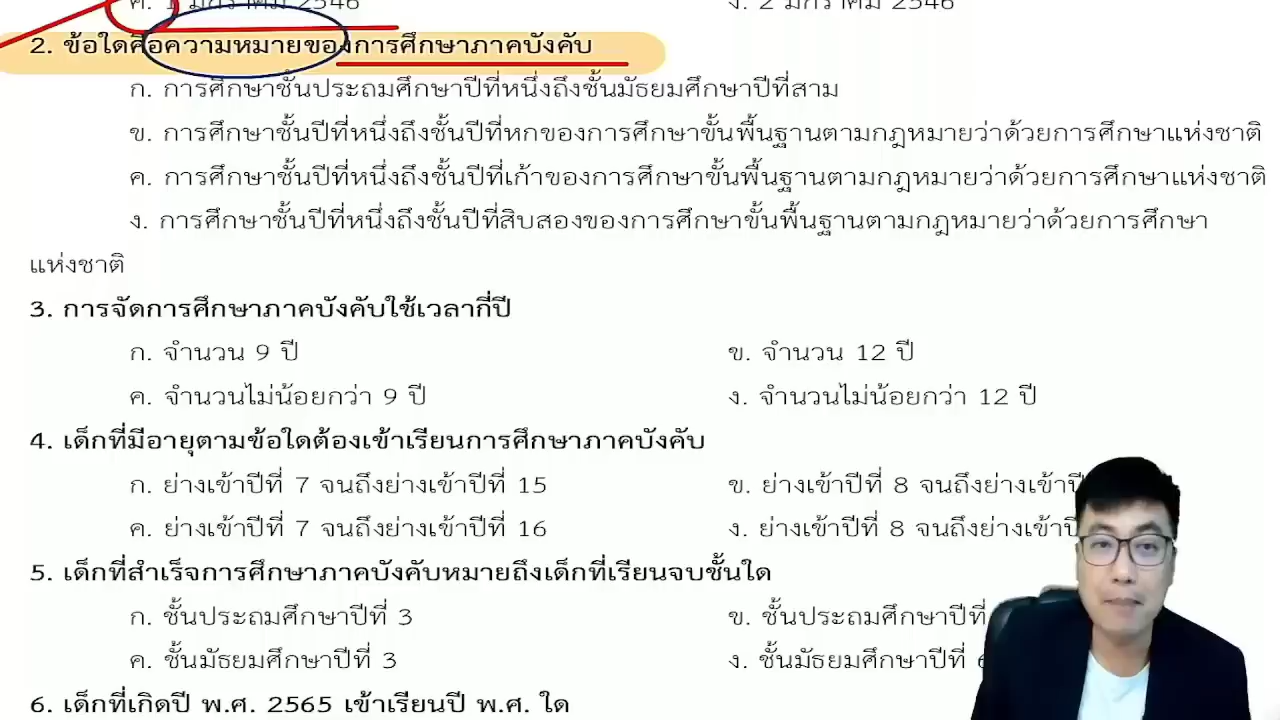 ค. 1 มกราคม 2546 ง. 2 มกราคม 2546
2. ข้อใดคือความหมายของการศึกษาภาคบังคับ
ก. การศึกษาชั้นประถมศึกษาปีที่หนึ่งถึงชั้นมัธยมศึกษาปีที่สาม
ข. การศึกษาชั้นปีที่หนึ่งถึงชั้นปีที่หกของการศึกษาขั้นพื้นฐานตามกฎหมายว่าด้วยการศึกษาแห่งชาติ
ค. การศึกษาชั้นปีที่หนึ่งถึงชั้นปีที่เก้าของการศึกษาขั้นพื้นฐานตามกฎหมายว่าด้วยการศึกษาแห่งชาติ
ง. การศึกษาชั้นปีที่หนึ่งถึงชั้นปีที่สิบสองของการศึกษาขั้นพื้นฐานตามกฎหมายว่าด้วยการศึกษา
แห่งชาติ
3. การจัดการศึกษาภาคบังคับใช้เวลากี่ปี
ก. จำนวน 9 ปี ข. จำนวน 12 ปี
ค. จำนวนไม่น้อยกว่า 9 ปี ง. จำนวนไม่น้อยกว่า 12 ปี
4. เด็กที่มีอายุตามข้อใดต้องเข้าเรียนการศึกษาภาคบังคับ
ก. ย่างเข้าปีที่ 7 จนถึงย่างเข้าปีที่ 15 ข. ย่างเข้าปีที่ 8 จนถึงย่างเข้าปี
ค. ย่างเข้าปีที่ 7 จนถึงย่างเข้าปีที่ 16 ง. ย่างเข้าปีที่ 8 จนถึงย่างเข้าปี
5. เด็กที่สำเร็จการศึกษาภาคบังคับหมายถึงเด็กที่เรียนจบชั้นใด
ก. ชั้นประถมศึกษาปีที่ 3 ข. ชั้นประถมศึกษาปีที่
ค. ชั้นมัธยมศึกษาปีที่ 3 ง. ชั้นมัธยมศึกษาปีที่
6. เด็กที่เกิดปี พ.ศ. 2565 เข้าเรียนปี พ.ศ. ใด